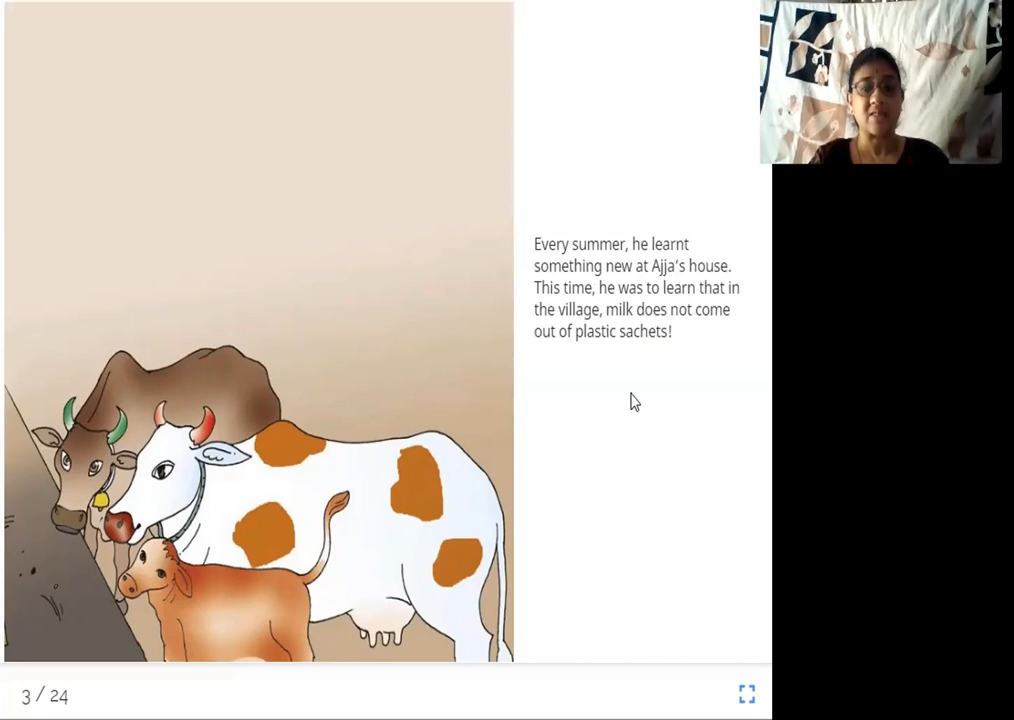 Every summer, he learnt
something new at Ajja's house.
This time, he was to learn that in
the village, milk does not come
out of plastic sachets!
3 / 24